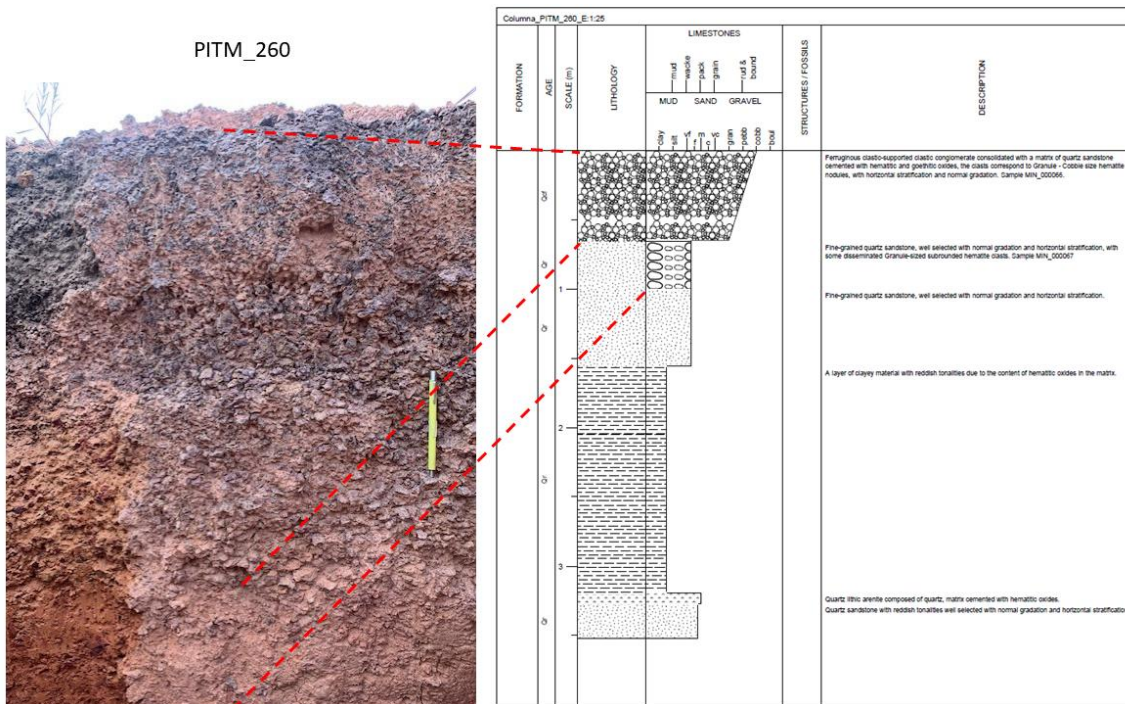 PITM_260
Columna_PITM_260_E:1:25
FORMATION
AGE
SCALE (m)
LITHOLOGY
LIMESTONES
mud
wacke
pack
grain
rud &
bound
MUD SAND GRAVEL
clay
silt
vf
f
m
c
vc
gran
pebb
cobb
boul
STRUCTURES / FOSSILS
DESCRIPTION
Ferruginous clastic-supported clastic conglomerate consolidated with a matrix of quartz sandstone
cemented with hematitic and goethitic oxides, the clasts correspond to Granule - Cobble size hematite
nodules, with horizontal stratification and normal gradation. Sample MIN_000066.
Fine-grained quartz sandstone, well selected with normal gradation and horizontal stratification, with
some disseminated Granule-sized subrounded hematite clasts. Sample MIN_000067
1
Fine-grained quartz sandstone, well selected with normal gradation and horizontal stratification.
A layer of clayey material with reddish tonalities due to the content of hematitic oxides in the matrix.
2
3
Quartz lithic arenite composed of quartz, matrix cemented with hematitic oxides.
Quartz sandstone with reddish tonalities well selected with normal gradation and horizontal stratification